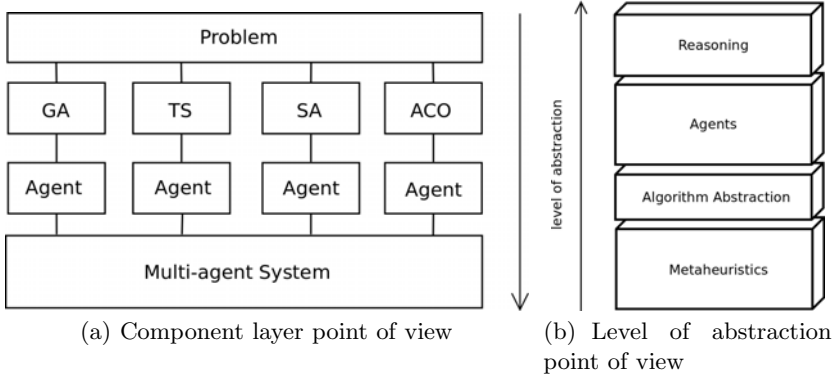 Problem
GA
TS
SA
ACO
Agent
Agent
Agent
Agent
Multi-agent System
(a) Component layer point of view
level of abstraction
Reasoning
Agents
Algorithm Abstraction
Metaheuristics
(b) Level of abstraction
point of view